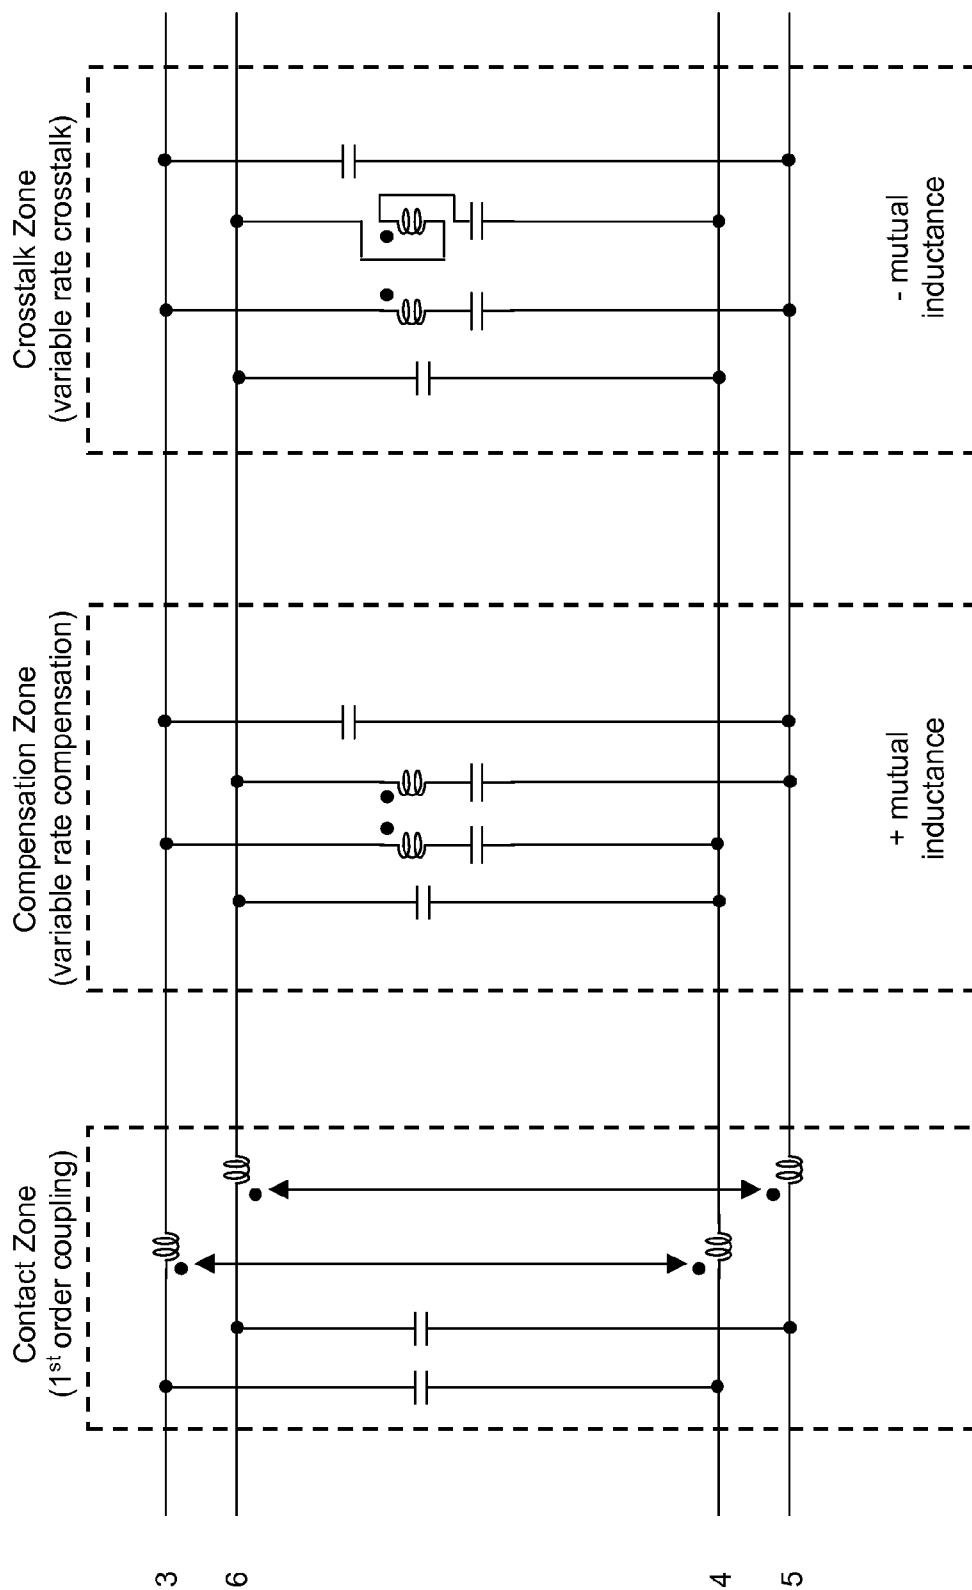 Contact Zone
(1st order coupling)
Compensation Zone
(variable rate compensation)
Crosstalk Zone
(variable rate crosstalk)
3
6
4
5
+ mutual
inductance
- mutual
inductance